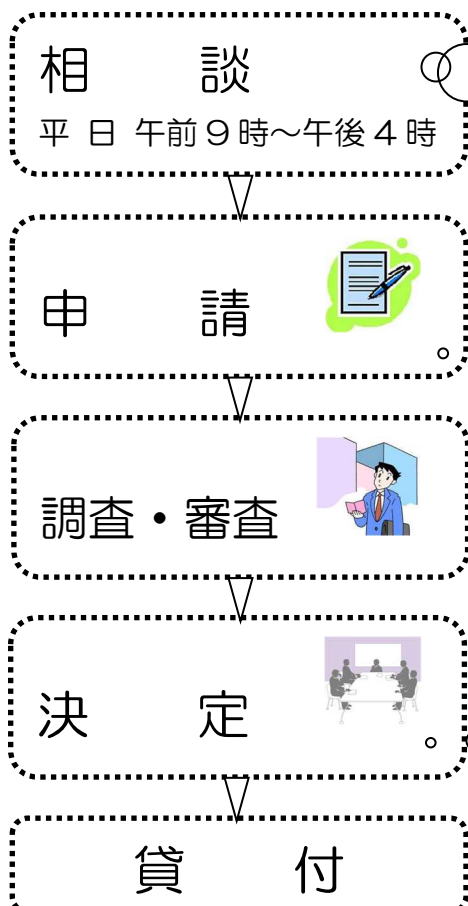 相　　談
平 日 午前９時～午後４時
申　　請
調査・審査
決　　定
貸　　付